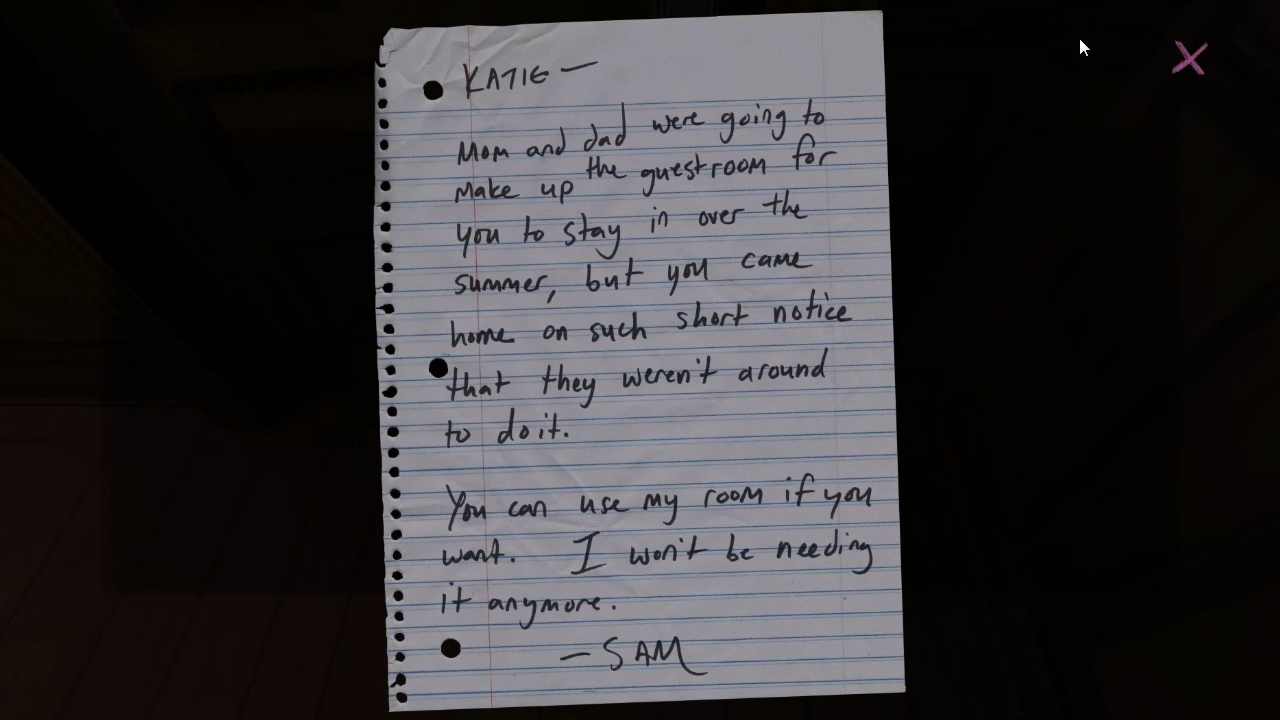 KATIE —
Mom and dad were going to
make up the guestroom for
you to stay in over the
summer, but you came
home on such short notice
that they weren't around
to do it.
You can use my room if you
want. I won't be needing
it anymore.
— SAM